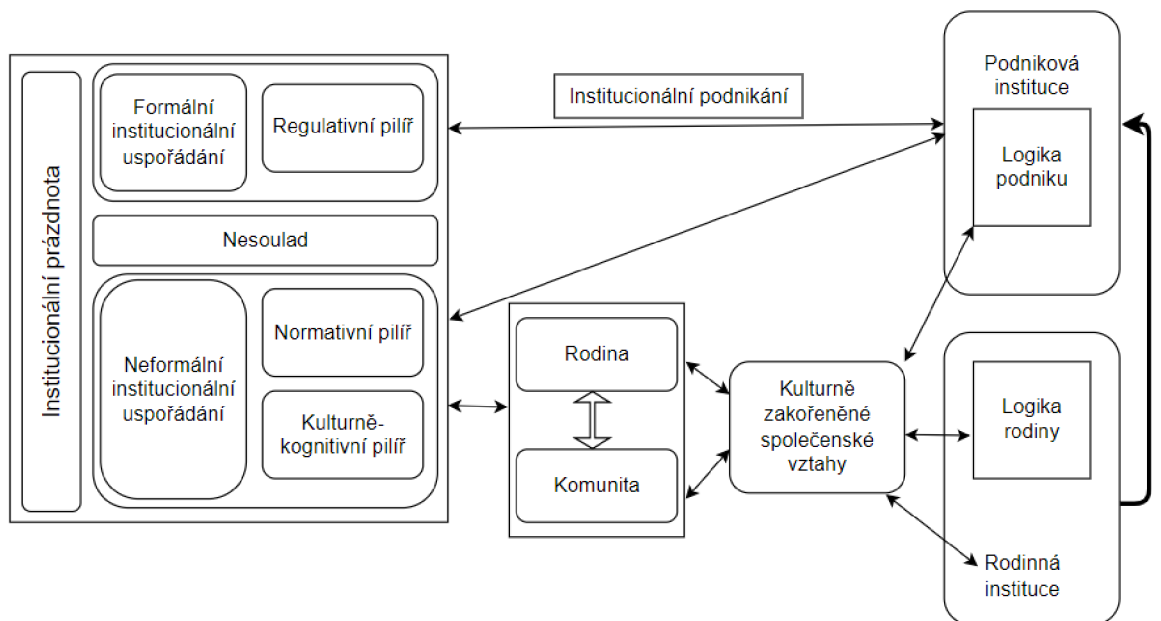 Institucionální prázdnota
Formální
institucionální
uspořádání
Regulativní pilíř
Nesoulad
Neformální
institucionální
uspořádání
Normativní pilíř
Kulturně-
kognitivní pilíř
Institucionální podnikání
Rodina
Komunita
Kulturně
zakořeněné
společenské
vztahy
Podniková
instituce
Logika
podniku
Logika
rodiny
Rodinná
instituce